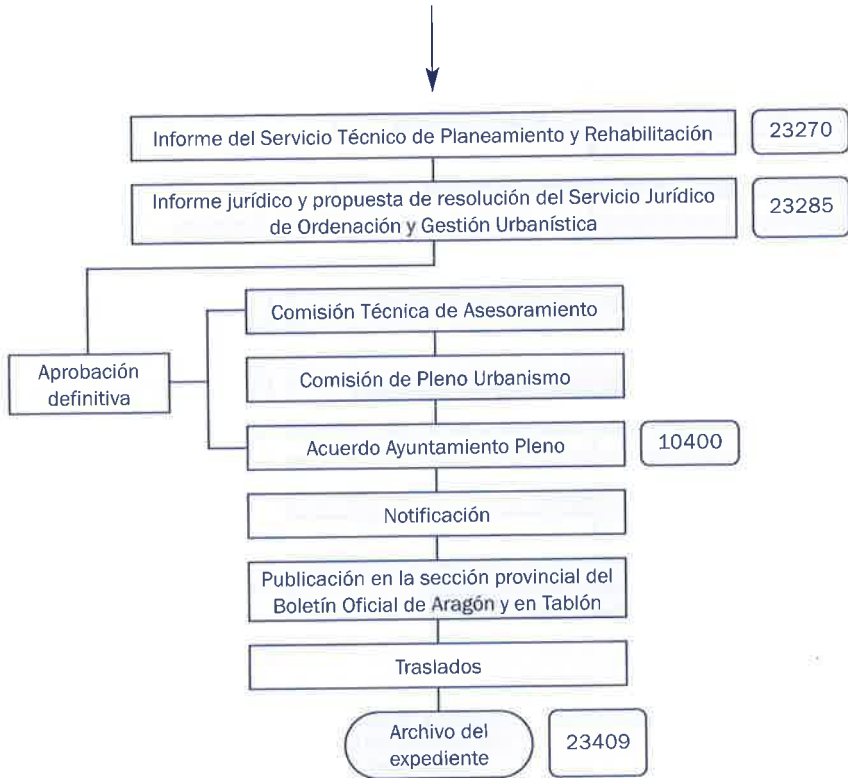 Informe del Servicio Técnico de Planeamiento y Rehabilitación
23270
Informe jurídico y propuesta de resolución del Servicio Jurídico
de Ordenación y Gestión Urbanística
23285
Comisión Técnica de Asesoramiento
Aprobación
definitiva
Comisión de Pleno Urbanismo
Acuerdo Ayuntamiento Pleno
10400
Notificación
Publicación en la sección provincial del
Boletín Oficial de Aragón y en Tablón
Traslados
Archivo del
expediente
23409